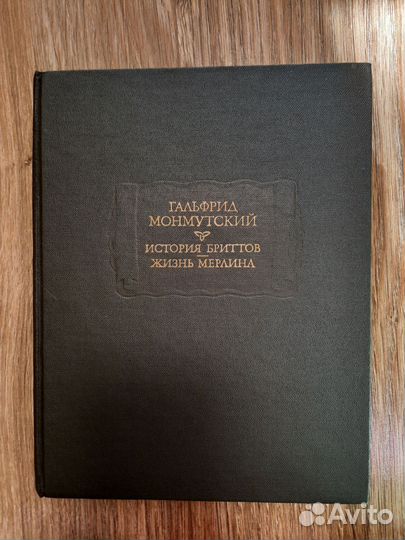 ГАЛЬФРИД
МОНМУТСКИЙ
ИСТОРИЯ БРИТТОВ
ЖИЗНЬ МЕРЛИНА
Avito